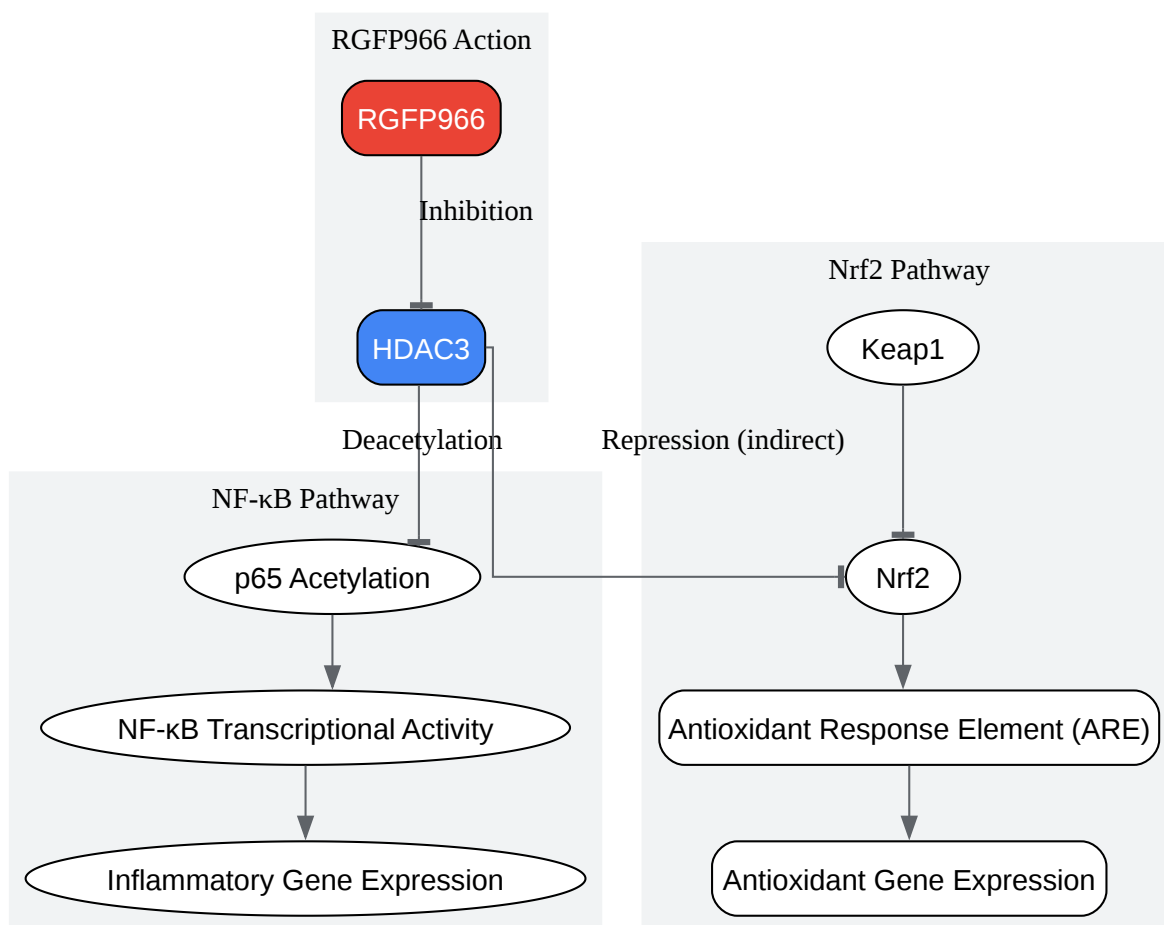 RGFP966 Action
RGFP966
Inhibition
Nrf2 Pathway
HDAC3
Keap1
Deacetylation
Repression (indirect)
NF-κB Pathway
p65 Acetylation
Nrf2
NF-κB Transcriptional Activity
Antioxidant Response Element (ARE)
Inflammatory Gene Expression
Antioxidant Gene Expression